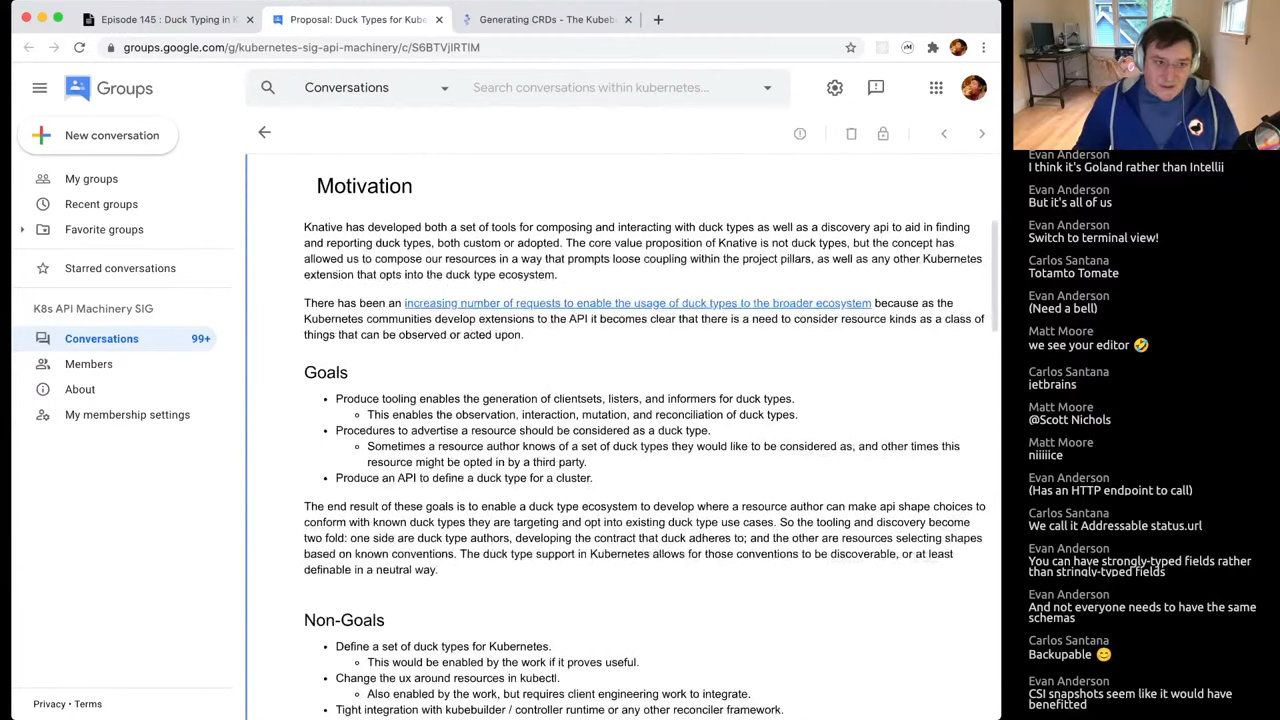 Episode 145 : Duck Typing in K
Proposal: Duck Types for Kube
Generating CRDs - The Kubeb
groups.google.com/g/kubernetes-sig-api-machinery/c/S6BTVjIRTIM
Groups
Conversations
Search conversations within kubernetes...
New conversation
My groups
Recent groups
Favorite groups
Starred conversations
K8s API Machinery SIG
Conversations 99+
Members
About
My membership settings
Privacy • Terms
Motivation
Knative has developed both a set of tools for composing and interacting with duck types as well as a discovery api to aid in finding
and reporting duck types, both custom or adopted. The core value proposition of Knative is not duck types, but the concept has
allowed us to compose our resources in a way that prompts loose coupling within the project pillars, as well as any other Kubernetes
extension that opts into the duck type ecosystem.
There has been an increasing number of requests to enable the usage of duck types to the broader ecosystem because as the
Kubernetes communities develop extensions to the API it becomes clear that there is a need to consider resource kinds as a class of
things that can be observed or acted upon.
Goals
• Produce tooling enables the generation of clientsets, listers, and informers for duck types.
◦ This enables the observation, interaction, mutation, and reconciliation of duck types.
• Procedures to advertise a resource should be considered as a duck type.
◦ Sometimes a resource author knows of a set of duck types they would like to be considered as, and other times this
resource might be opted in by a third party.
• Produce an API to define a duck type for a cluster.
The end result of these goals is to enable a duck type ecosystem to develop where a resource author can make api shape choices to
conform with known duck types they are targeting and opt into existing duck type use cases. So the tooling and discovery become
two fold: one side are duck type authors, developing the contract that duck adheres to; and the other are resources selecting shapes
based on known conventions. The duck type support in Kubernetes allows for those conventions to be discoverable, or at least
definable in a neutral way.
Non-Goals
• Define a set of duck types for Kubernetes.
◦ This would be enabled by the work if it proves useful.
• Change the ux around resources in kubectl.
◦ Also enabled by the work, but requires client engineering work to integrate.
• Tight integration with kubebuilder / controller runtime or any other reconciler framework.
Evan Anderson
I think it's Goland rather than Intellij
Evan Anderson
But it's all of us
Evan Anderson
Switch to terminal view!
Carlos Santana
Totamto Tomate
Evan Anderson
(Need a bell)
Matt Moore
we see your editor 🤣
Carlos Santana
jetbrains
Matt Moore
@Scott Nichols
Matt Moore
niiiiice
Evan Anderson
(Has an HTTP endpoint to call)
Carlos Santana
We call it Addressable status.url
Evan Anderson
You can have strongly-typed fields rather
than stringly-typed fields
Evan Anderson
And not everyone needs to have the same
schemas
Carlos Santana
Backupable 😊
Evan Anderson
CSI snapshots seem like it would have
benefitted